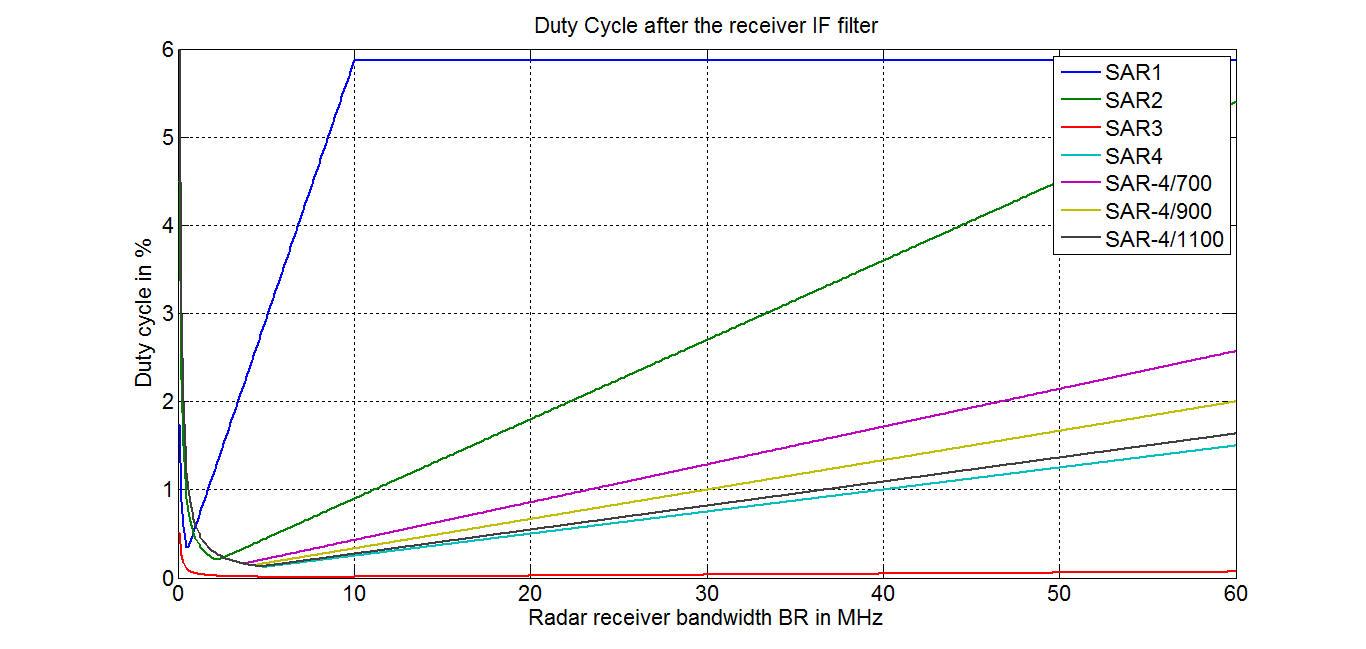 Duty Cycle after the receiver IF filter
6
5
4
3
2
1
0
Duty cycle in %
SAR1
SAR2
SAR3
SAR4
SAR-4/700
SAR-4/900
SAR-4/1100
0 10 20 30 40 50 60
Radar receiver bandwidth BR in MHz